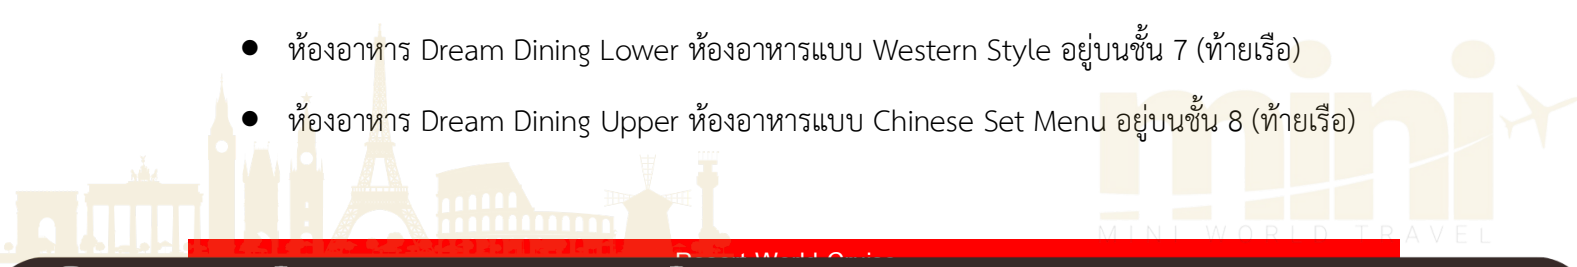 ● ห้องอาหาร Dream Dining Lower ห้องอาหารแบบ Western Style อยู่บนชั้น 7 (ท้ายเรือ)
● ห้องอาหาร Dream Dining Upper ห้องอาหารแบบ Chinese Set Menu อยู่บนชั้น 8 (ท้ายเรือ)
mini
MINI WORLD TRAVEL